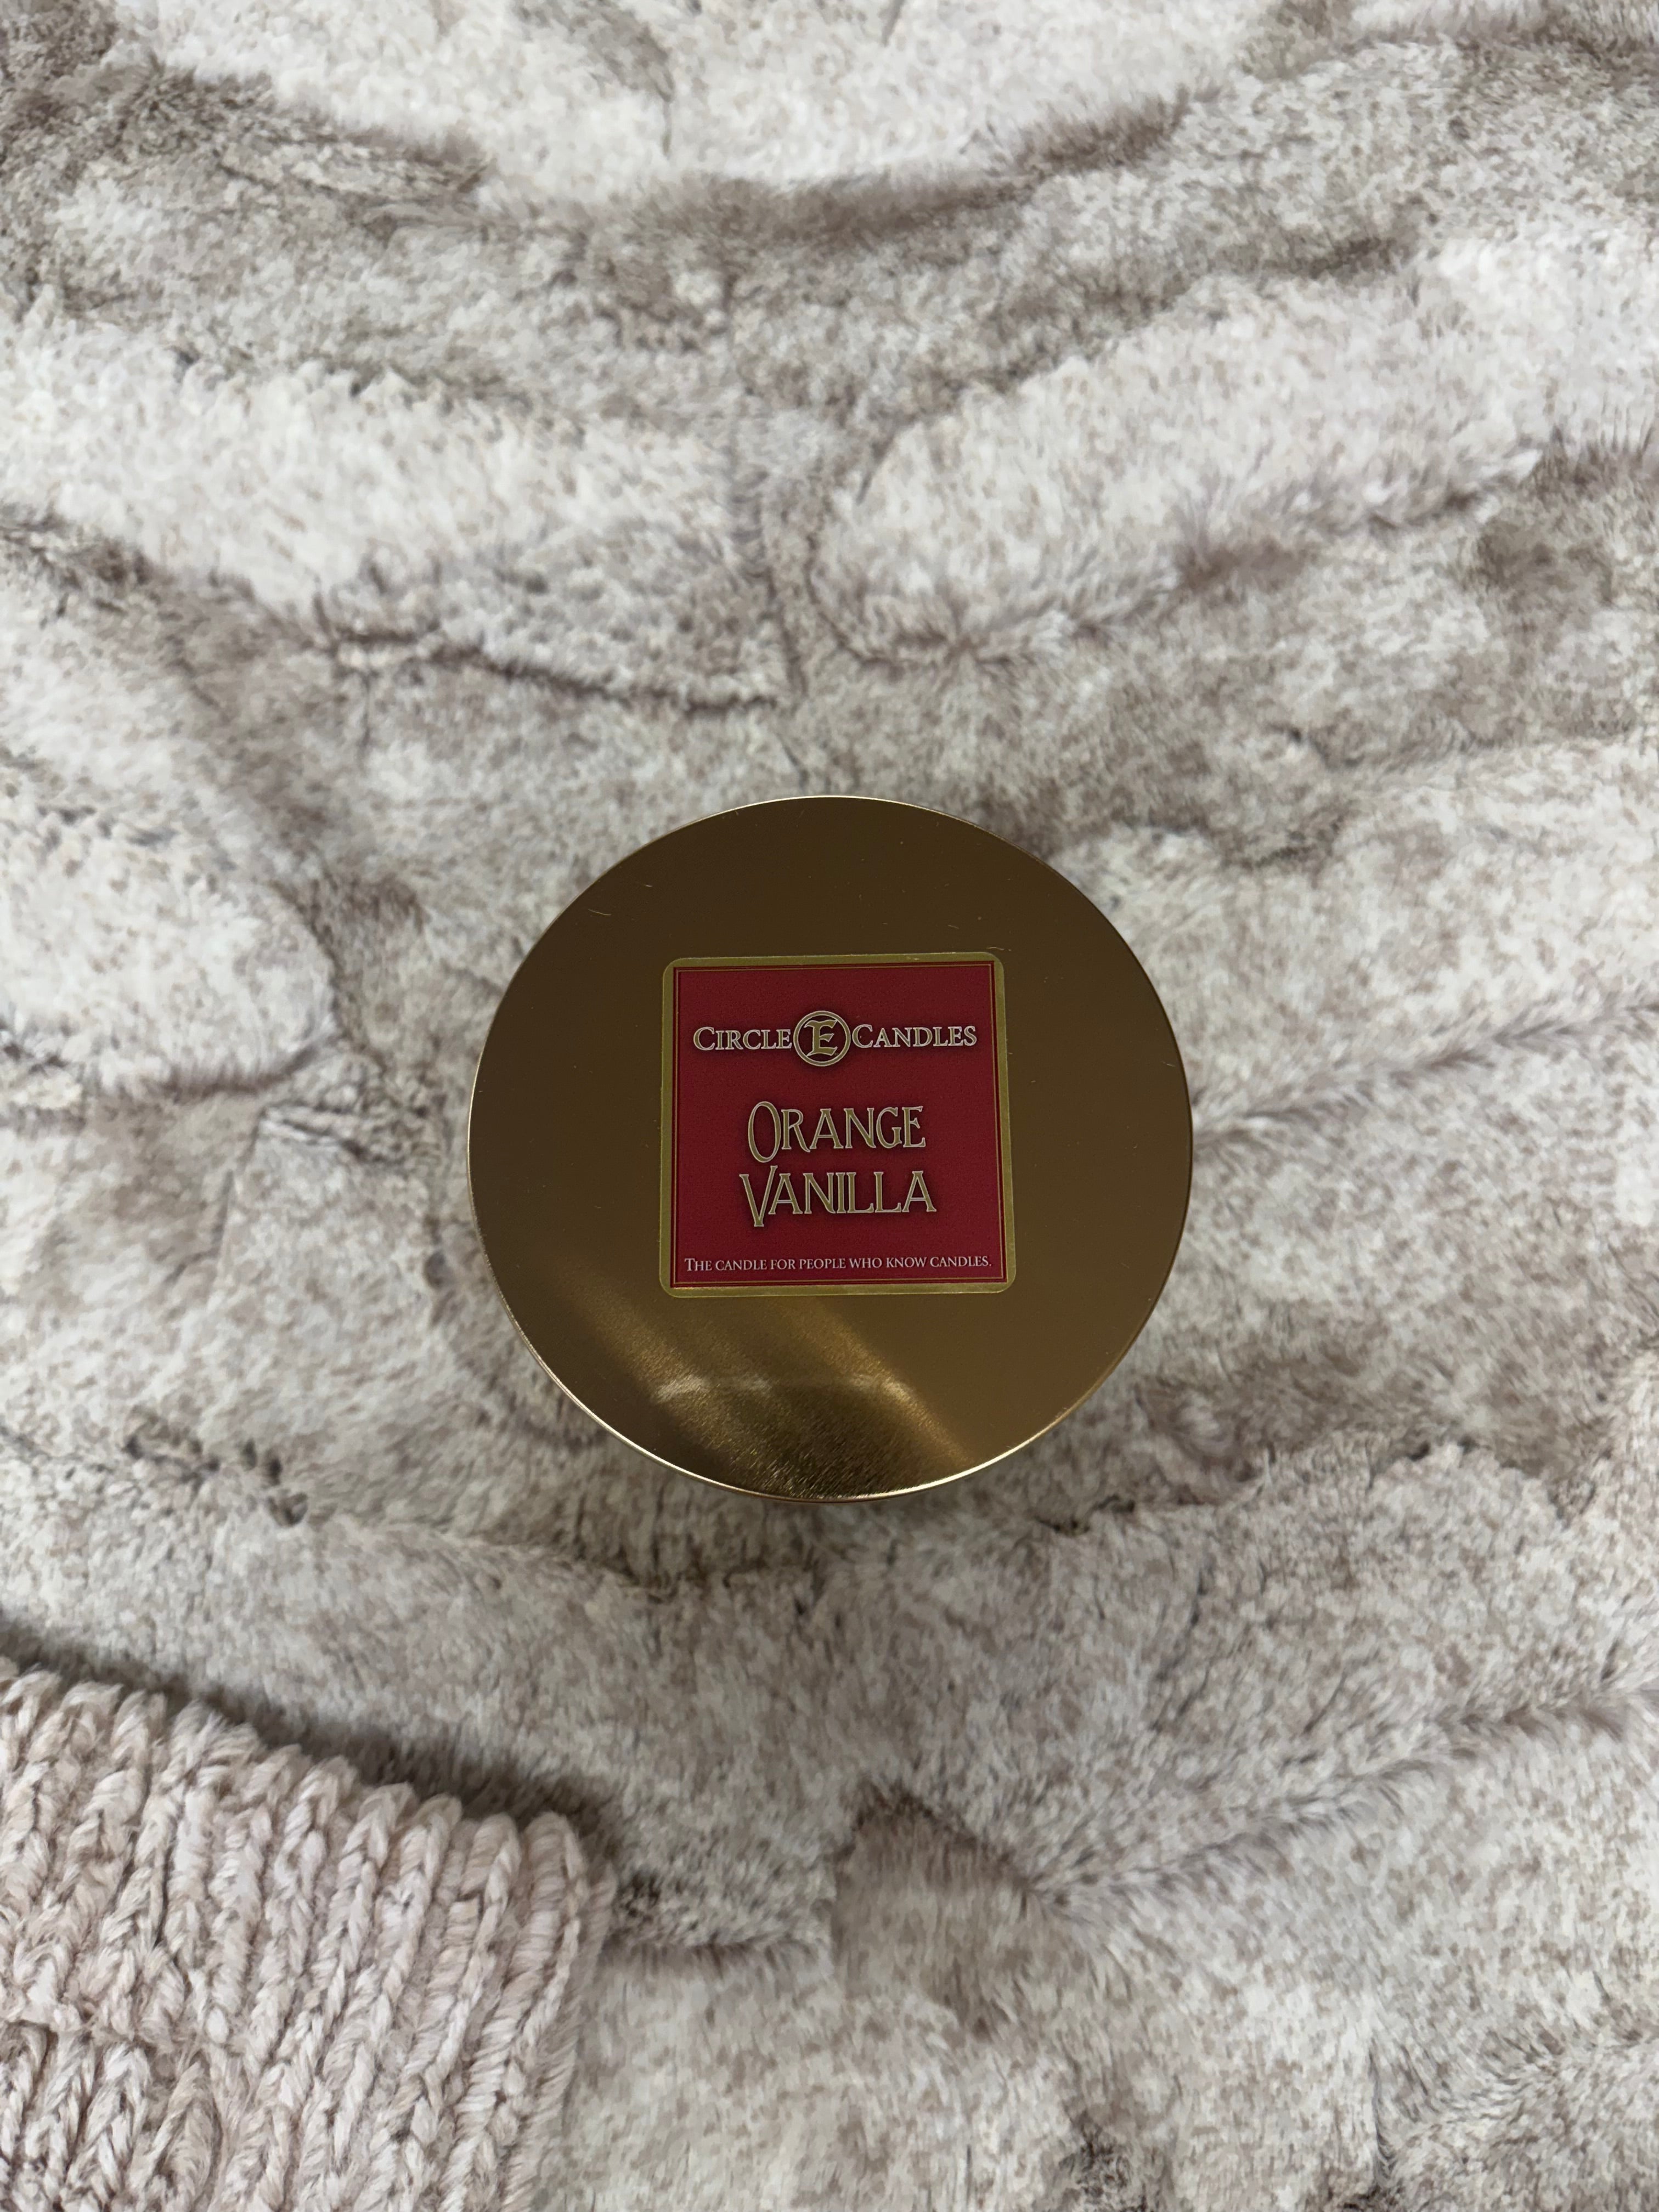 CIRCLE E CANDLES
ORANGE
VANILLA
THE CANDLE FOR PEOPLE WHO KNOW CANDLES.